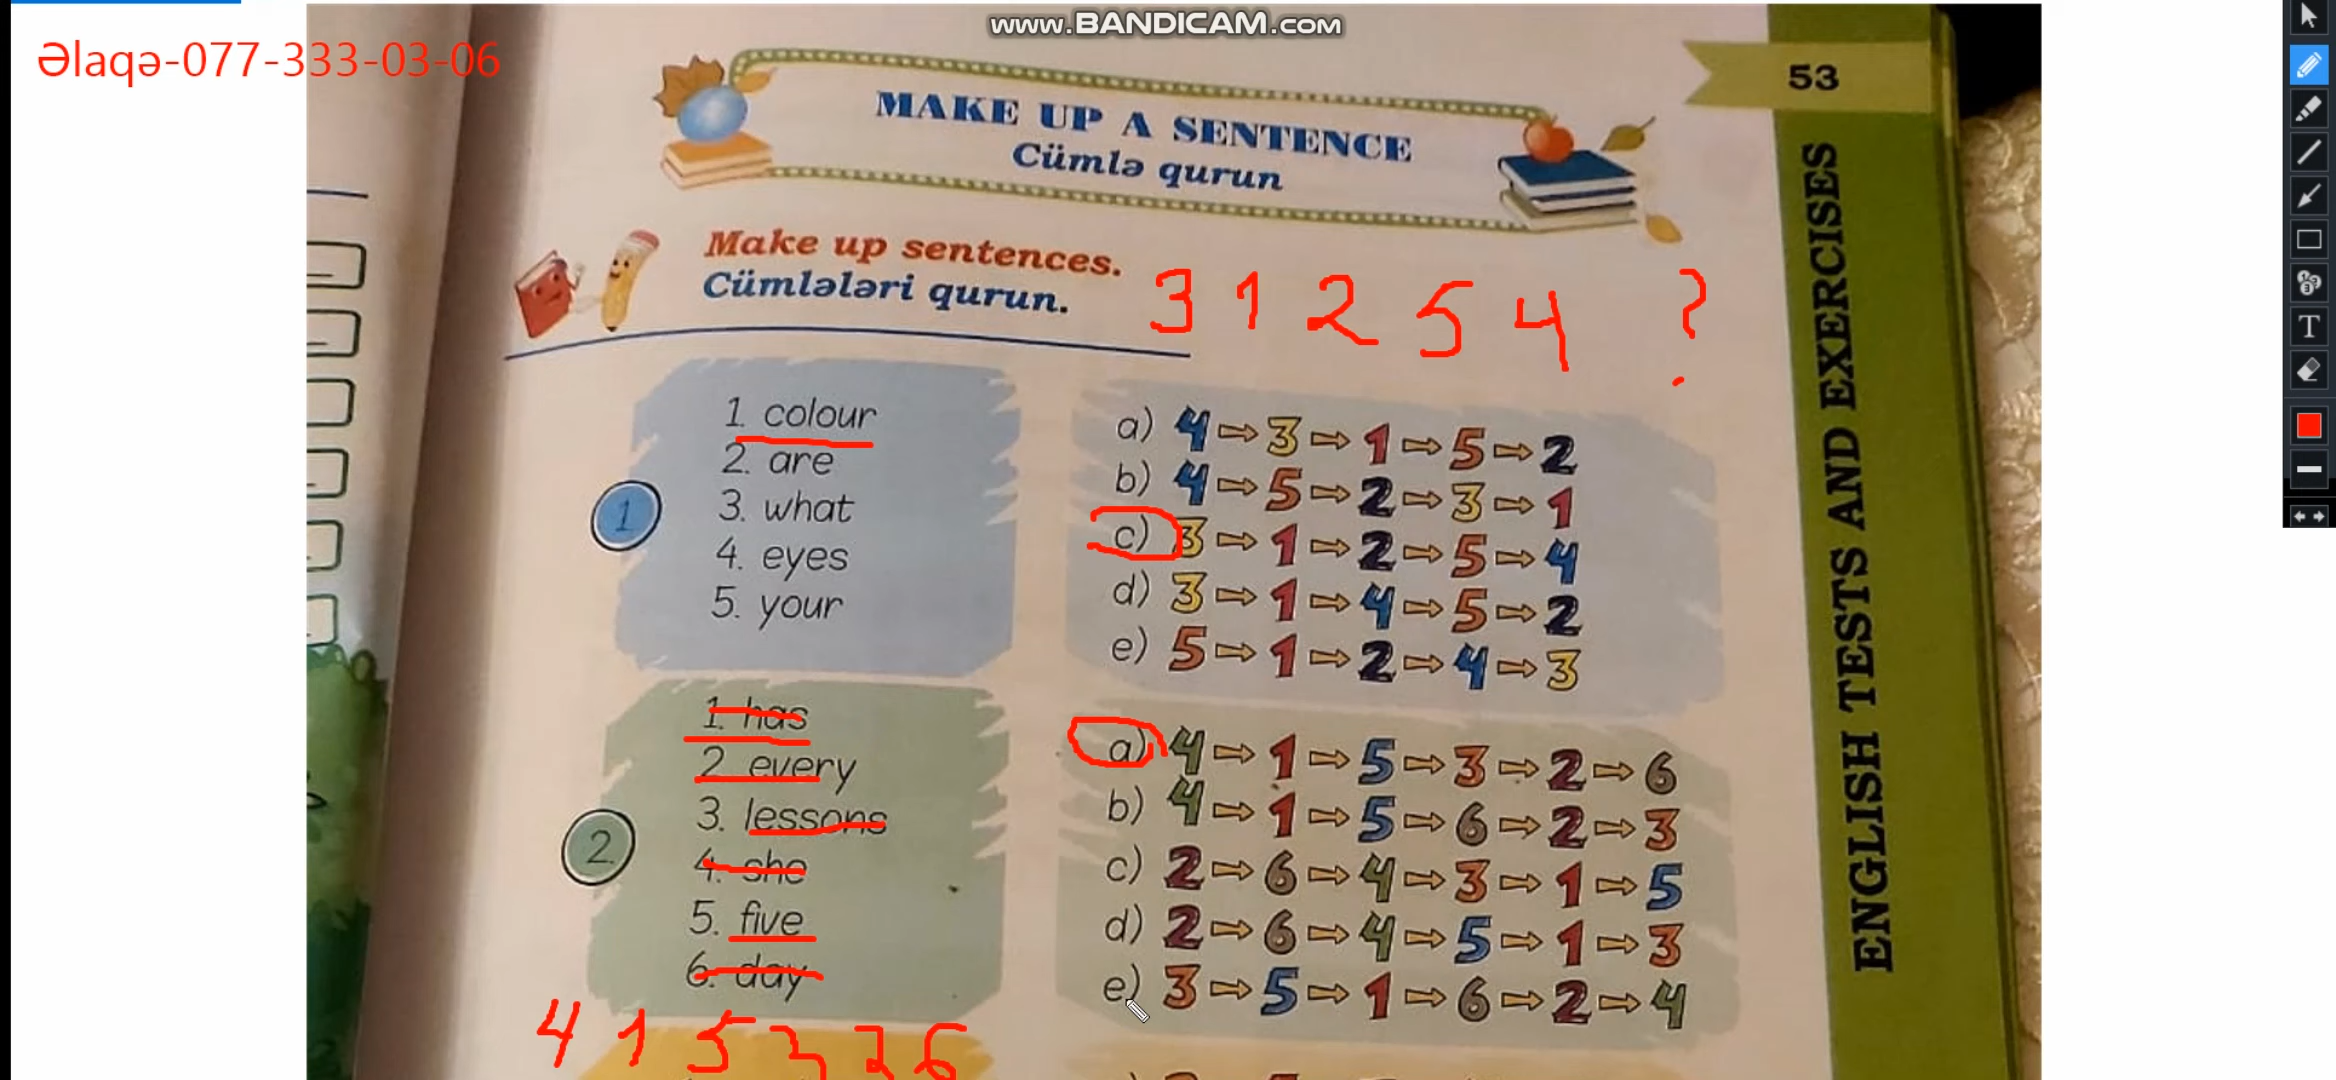 www.BANDICAM.com
Əlaqə-077-333-03-06
53
MAKE UP A SENTENCE
Cümlə qurun
Make up sentences.
Cümlələri qurun.
3 1 2 5 4 ?
1. colour
2. are
3. what
4. eyes
5. your
1
a) 4⇨3⇨1⇨5⇨2
b) 4⇨5⇨2⇨3⇨1
c) 3⇨1⇨2⇨5⇨4
d) 3⇨1⇨4⇨5⇨2
e) 5⇨1⇨2⇨4⇨3
1. has
2. every
3. lessons
4. she
5. five
6. day
2.
a) 4⇨1⇨5⇨3⇨2⇨6
b) 4⇨1⇨5⇨6⇨2⇨3
c) 2⇨6⇨4⇨3⇨1⇨5
d) 2⇨6⇨4⇨5⇨1⇨3
e) 3⇨5⇨1⇨6⇨2⇨4
4 1 5 3 2 6
ENGLISH TESTS AND EXERCISES